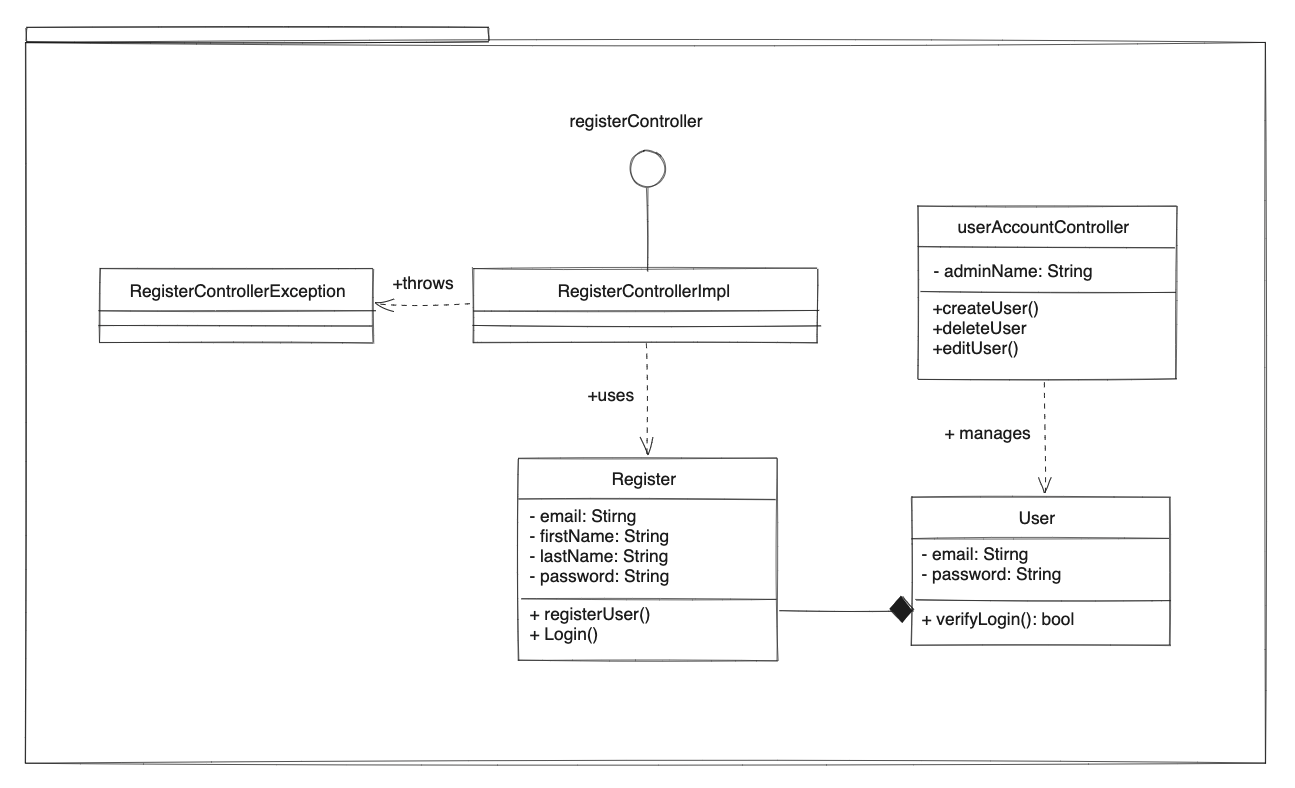 registerController
userAccountController
- adminName: String
+createUser()
+deleteUser
+editUser()
RegisterControllerException
+throws
RegisterControllerImpl
+uses
+ manages
Register
- email: Stirng
- firstName: String
- lastName: String
- password: String
+ registerUser()
+ Login()
User
- email: Stirng
- password: String
+ verifyLogin(): bool